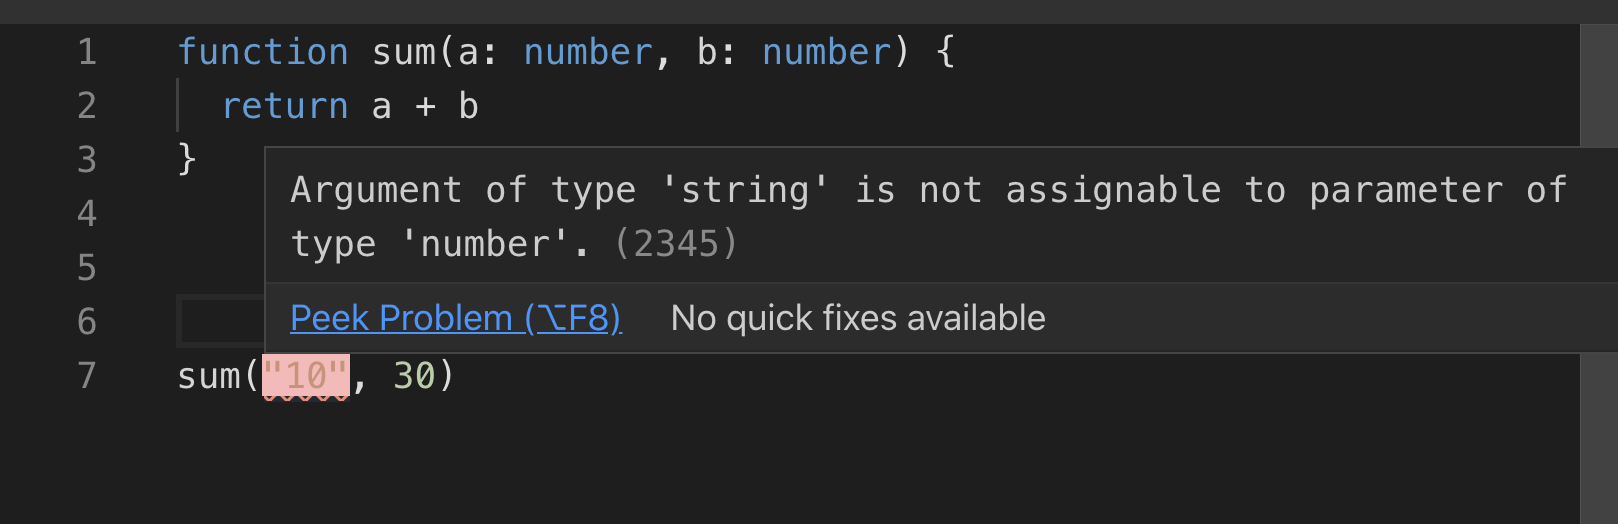 1 function sum(a: number, b: number) {
2 return a + b
3 }
Argument of type 'string' is not assignable to parameter of
4
type 'number'. (2345)
5
6 Peek Problem (⌥F8) No quick fixes available
7 sum("10", 30)